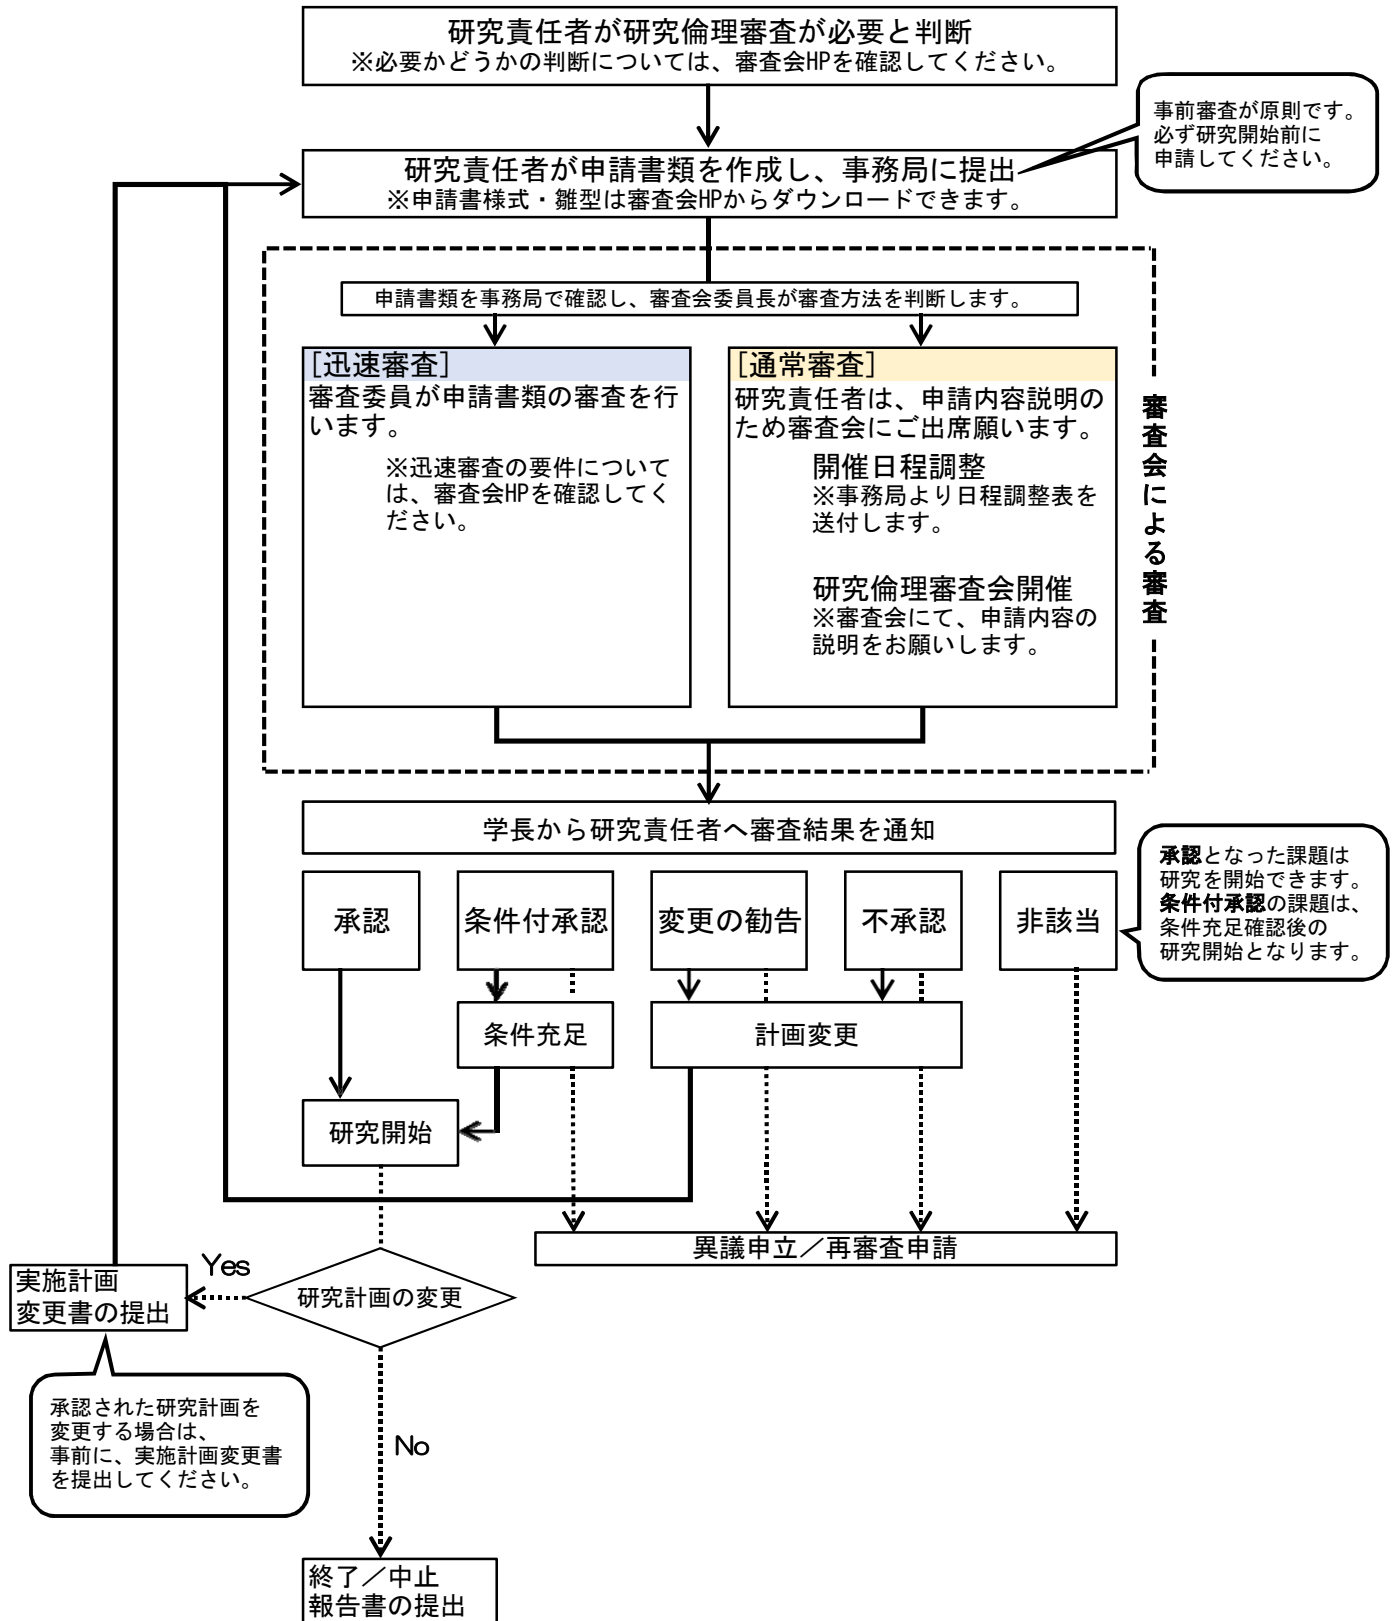 研究責任者が研究倫理審査が必要と判断
※必要かどうかの判断については、審査会HPを確認してください。
事前審査が原則です。
必ず研究開始前に
申請してください。
研究責任者が申請書類を作成し、事務局に提出
※申請書様式・雛型は審査会HPからダウンロードできます。
申請書類を事務局で確認し、審査会委員長が審査方法を判断します。
[迅速審査]
審査委員が申請書類の審査を行
います。
※迅速審査の要件について
は、審査会HPを確認してく
ださい。
[通常審査]
研究責任者は、申請内容説明の
ため審査会にご出席願います。
開催日程調整
※事務局より日程調整表を
送付します。
研究倫理審査会開催
※審査会にて、申請内容の
説明をお願いします。
審査会による審査
学長から研究責任者へ審査結果を通知
承認
条件付承認
変更の勧告
不承認
非該当
承認となった課題は
研究を開始できます。
条件付承認の課題は、
条件充足確認後の
研究開始となります。
条件充足
計画変更
研究開始
異議申立／再審査申請
Yes
研究計画の変更
実施計画
変更書の提出
承認された研究計画を
変更する場合は、
事前に、実施計画変更書
を提出してください。
No
終了／中止
報告書の提出